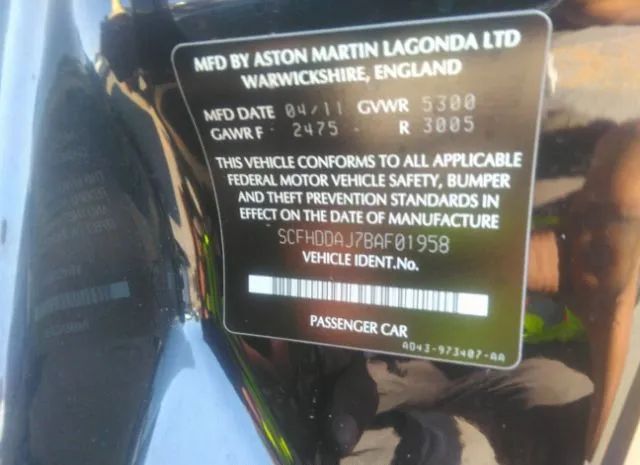 MFD BY ASTON MARTIN LAGONDA LTD
WARWICKSHIRE, ENGLAND
MFD DATE 04/11 GVWR 5300
GAWR F 2475 R 3005
THIS VEHICLE CONFORMS TO ALL APPLICABLE
FEDERAL MOTOR VEHICLE SAFETY, BUMPER
AND THEFT PREVENTION STANDARDS IN
EFFECT ON THE DATE OF MANUFACTURE
SCFHDDAJ7BAF01958
VEHICLE IDENT.No.
PASSENGER CAR
AD43-973407-AA